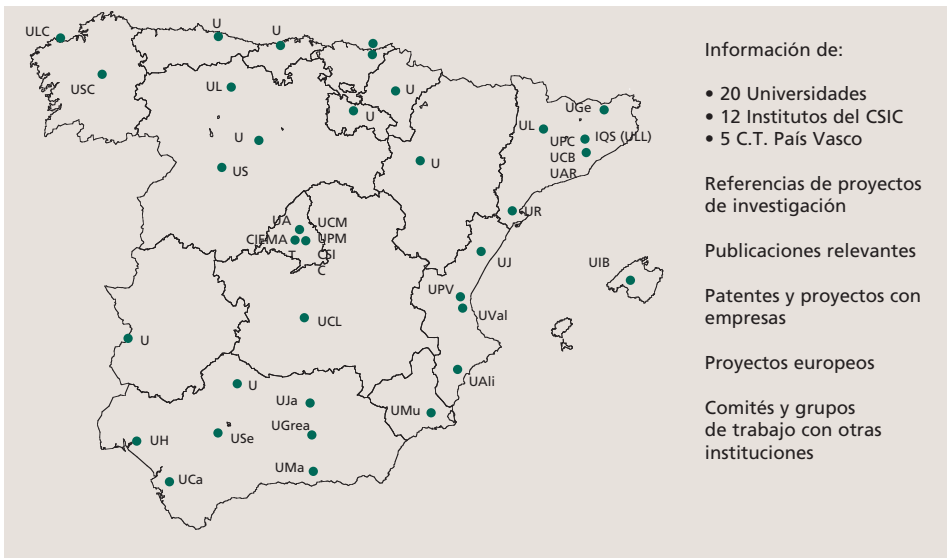 ULC
U
U
USC
UL
U
U
U
US
U
UGe
UL
UPC
IQS (ULL)
UCB
UAR
UR
UA
UCM
CIEMA
UPM
T
CSI
C
UJ
UIB
UPV
UVal
UCL
U
UAli
U
UJa
UMu
UGrea
UH
USe
UMa
UCa
Información de:
• 20 Universidades
• 12 Institutos del CSIC
• 5 C.T. País Vasco
Referencias de proyectos
de investigación
Publicaciones relevantes
Patentes y proyectos con
empresas
Proyectos europeos
Comités y grupos
de trabajo con otras
instituciones